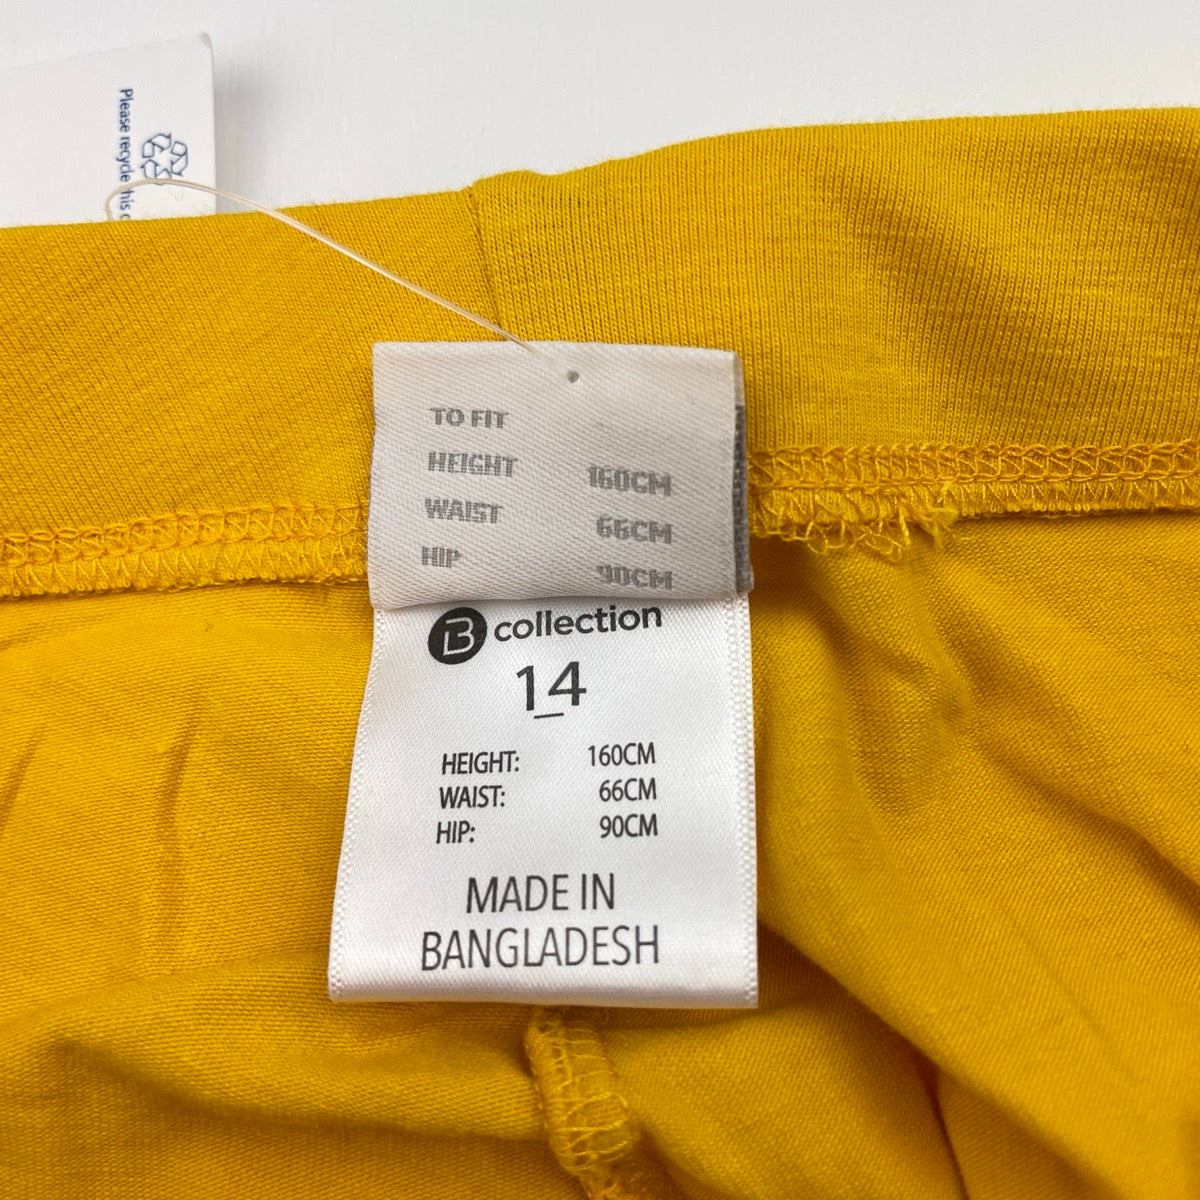 Please recycle this
TO FIT
HEIGHT 160CM
WAIST 66CM
HIP 90CM
B collection
14
HEIGHT: 160CM
WAIST: 66CM
HIP: 90CM
MADE IN
BANGLADESH